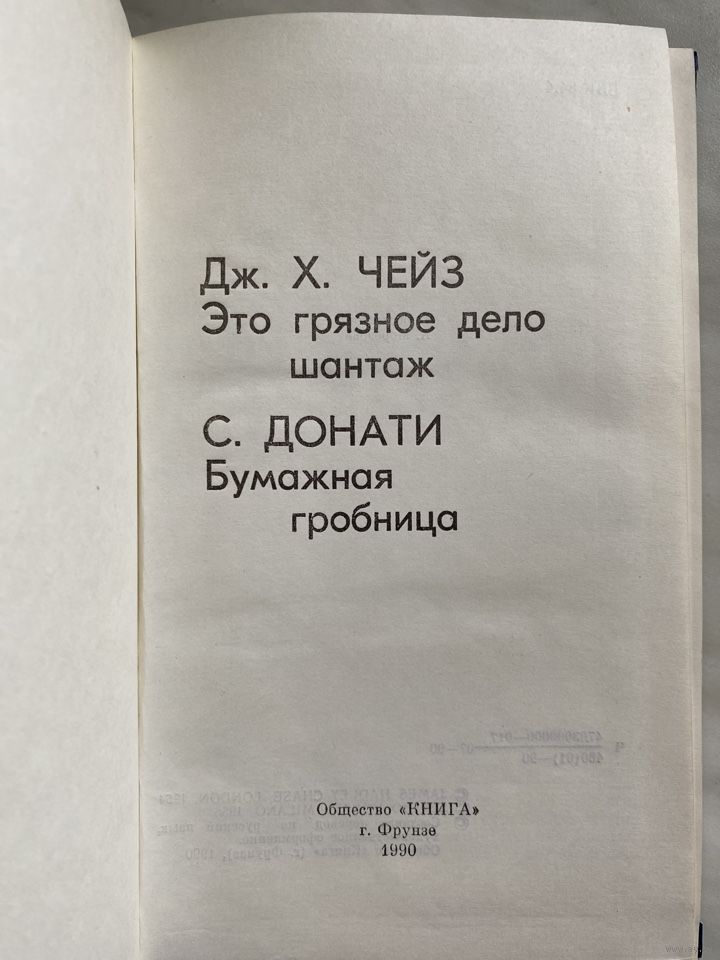 Дж. Х. ЧЕЙЗ
Это грязное дело
шантаж
С. ДОНАТИ
Бумажная
гробница
Общество «КНИГА»
г. Фрунзе
1990